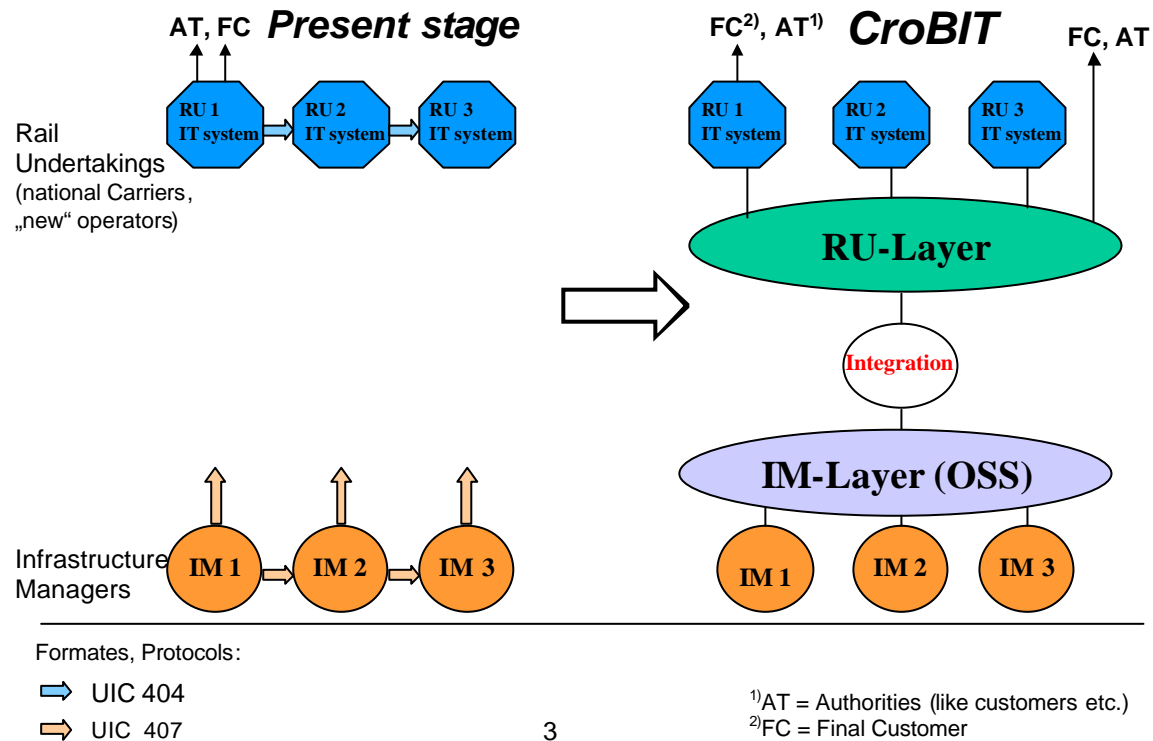 AT, FC Present stage
FC2), AT1) CroBIT
FC, AT
RU 1
IT system
RU 2
IT system
RU 3
IT system
RU 1
IT system
RU 2
IT system
RU 3
IT system
Rail
Undertakings
(national Carriers,
„new“ operators)
RU-Layer
Integration
IM-Layer (OSS)
Infrastructure
Managers
IM 1
IM 2
IM 3
IM 1
IM 2
IM 3
Formates, Protocols:
UIC 404
UIC 407
3
1)AT = Authorities (like customers etc.)
2)FC = Final Customer